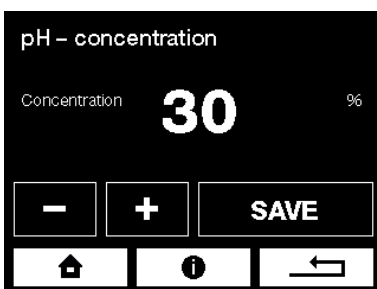 pH – concentration
Concentration 30 %
– + SAVE